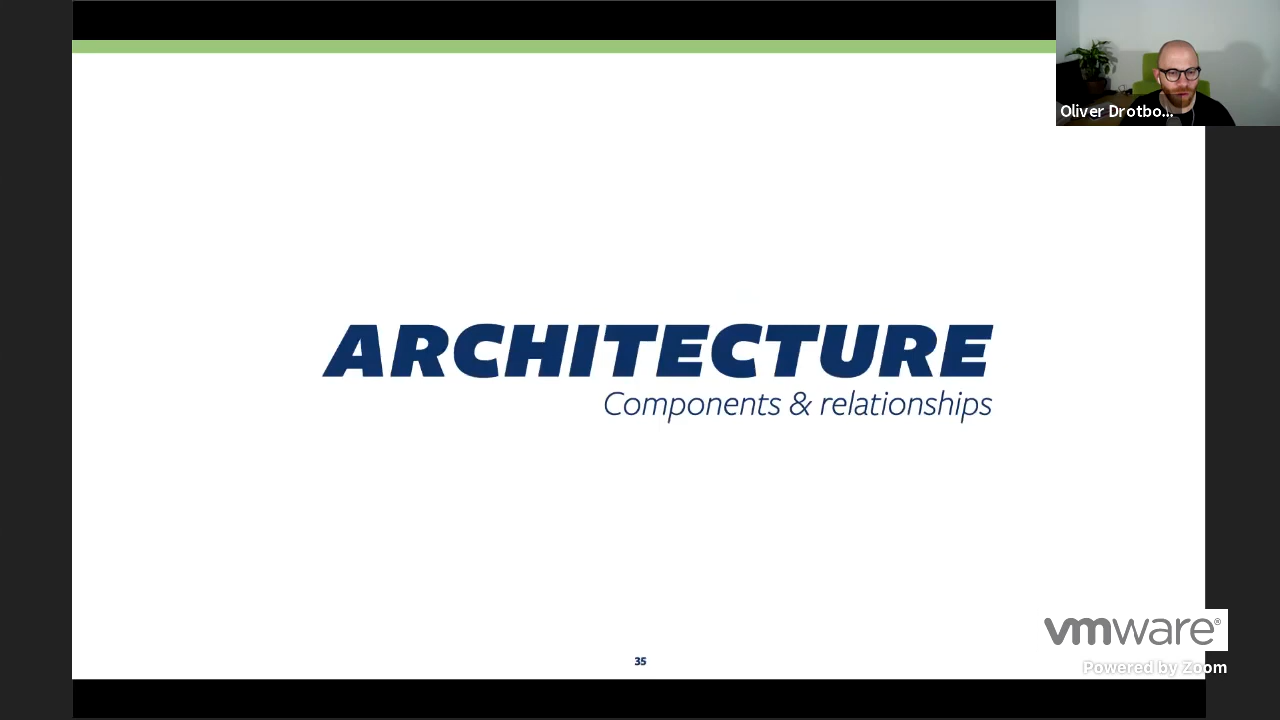 Oliver Drotbo...
ARCHITECTURE
Components & relationships
vmware®
Powered by Zoom
35